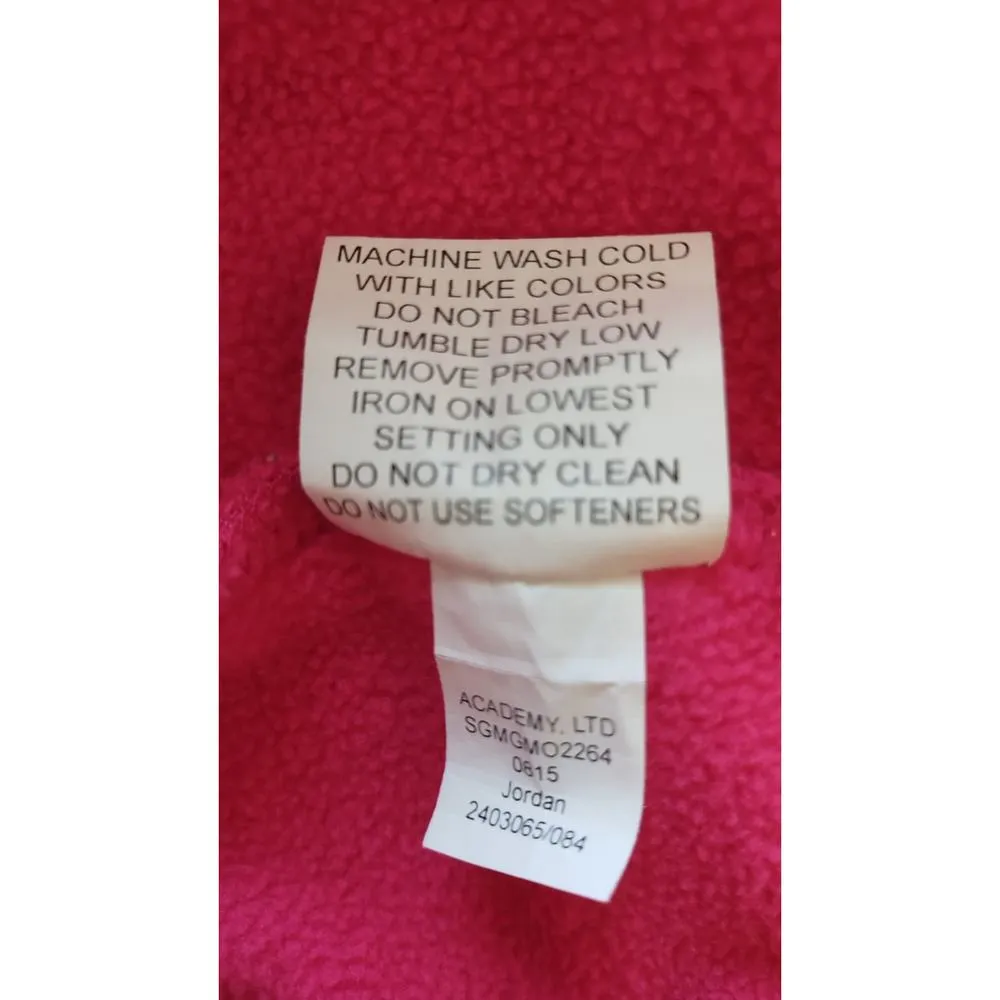 MACHINE WASH COLD
WITH LIKE COLORS
DO NOT BLEACH
TUMBLE DRY LOW
REMOVE PROMPTLY
IRON ON LOWEST
SETTING ONLY
DO NOT DRY CLEAN
DO NOT USE SOFTENERS
ACADEMY, LTD
SGMGMO2264
0815
Jordan
2403065/084